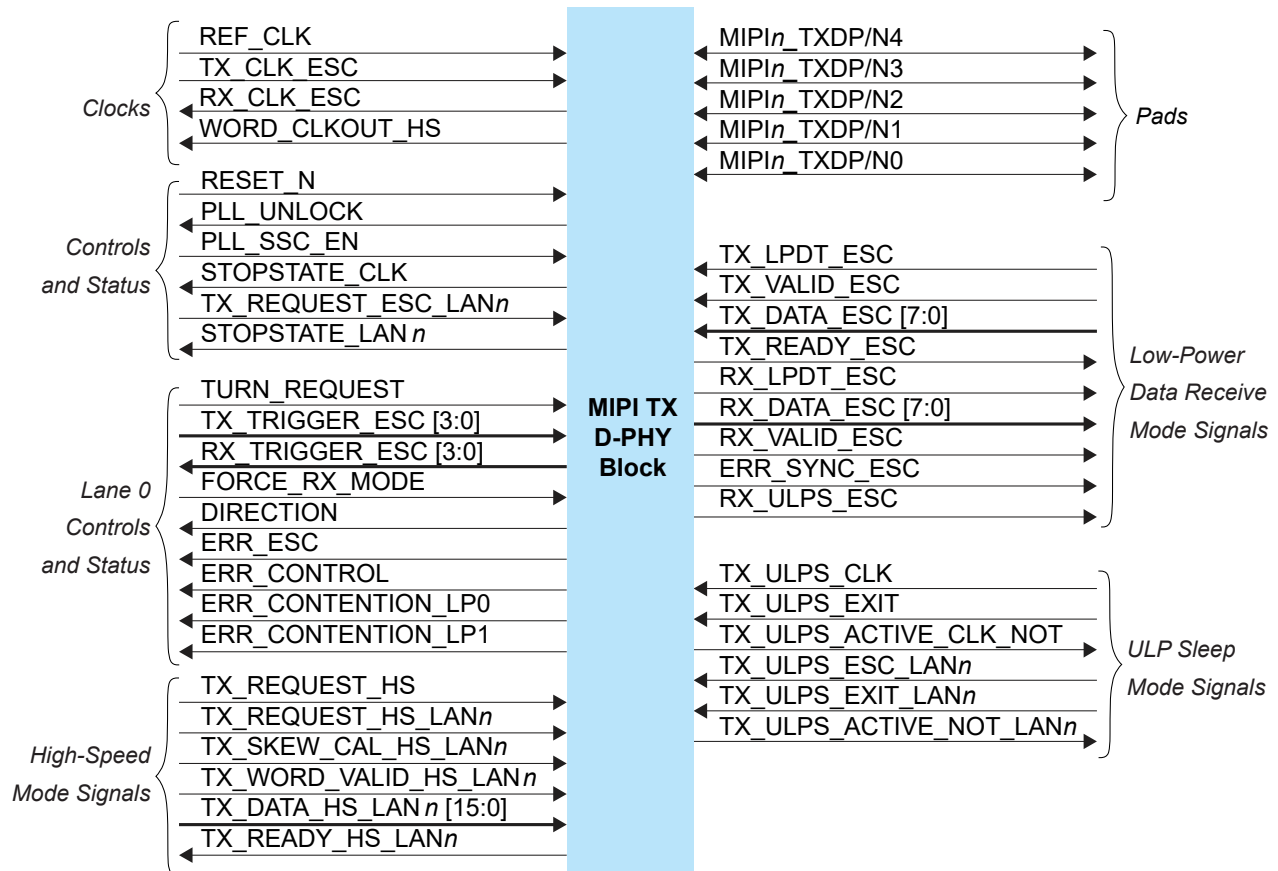 Clocks
REF_CLK
TX_CLK_ESC
RX_CLK_ESC
WORD_CLKOUT_HS
Controls
and Status
RESET_N
PLL_UNLOCK
PLL_SSC_EN
STOPSTATE_CLK
TX_REQUEST_ESC_LANn
STOPSTATE_LAN n
Lane 0
Controls
and Status
TURN_REQUEST
TX_TRIGGER_ESC [3:0]
RX_TRIGGER_ESC [3:0]
FORCE_RX_MODE
DIRECTION
ERR_ESC
ERR_CONTROL
ERR_CONTENTION_LP0
ERR_CONTENTION_LP1
High-Speed
Mode Signals
TX_REQUEST_HS
TX_REQUEST_HS_LANn
TX_SKEW_CAL_HS_LANn
TX_WORD_VALID_HS_LANn
TX_DATA_HS_LAN n [15:0]
TX_READY_HS_LANn
MIPI TX
D-PHY
Block
MIPIn_TXDP/N4
MIPIn_TXDP/N3
MIPIn_TXDP/N2
MIPIn_TXDP/N1
MIPIn_TXDP/N0
Pads
TX_LPDT_ESC
TX_VALID_ESC
TX_DATA_ESC [7:0]
TX_READY_ESC
RX_LPDT_ESC
RX_DATA_ESC [7:0]
RX_VALID_ESC
ERR_SYNC_ESC
RX_ULPS_ESC
Low-Power
Data Receive
Mode Signals
TX_ULPS_CLK
TX_ULPS_EXIT
TX_ULPS_ACTIVE_CLK_NOT
TX_ULPS_ESC_LANn
TX_ULPS_EXIT_LANn
TX_ULPS_ACTIVE_NOT_LANn
ULP Sleep
Mode Signals